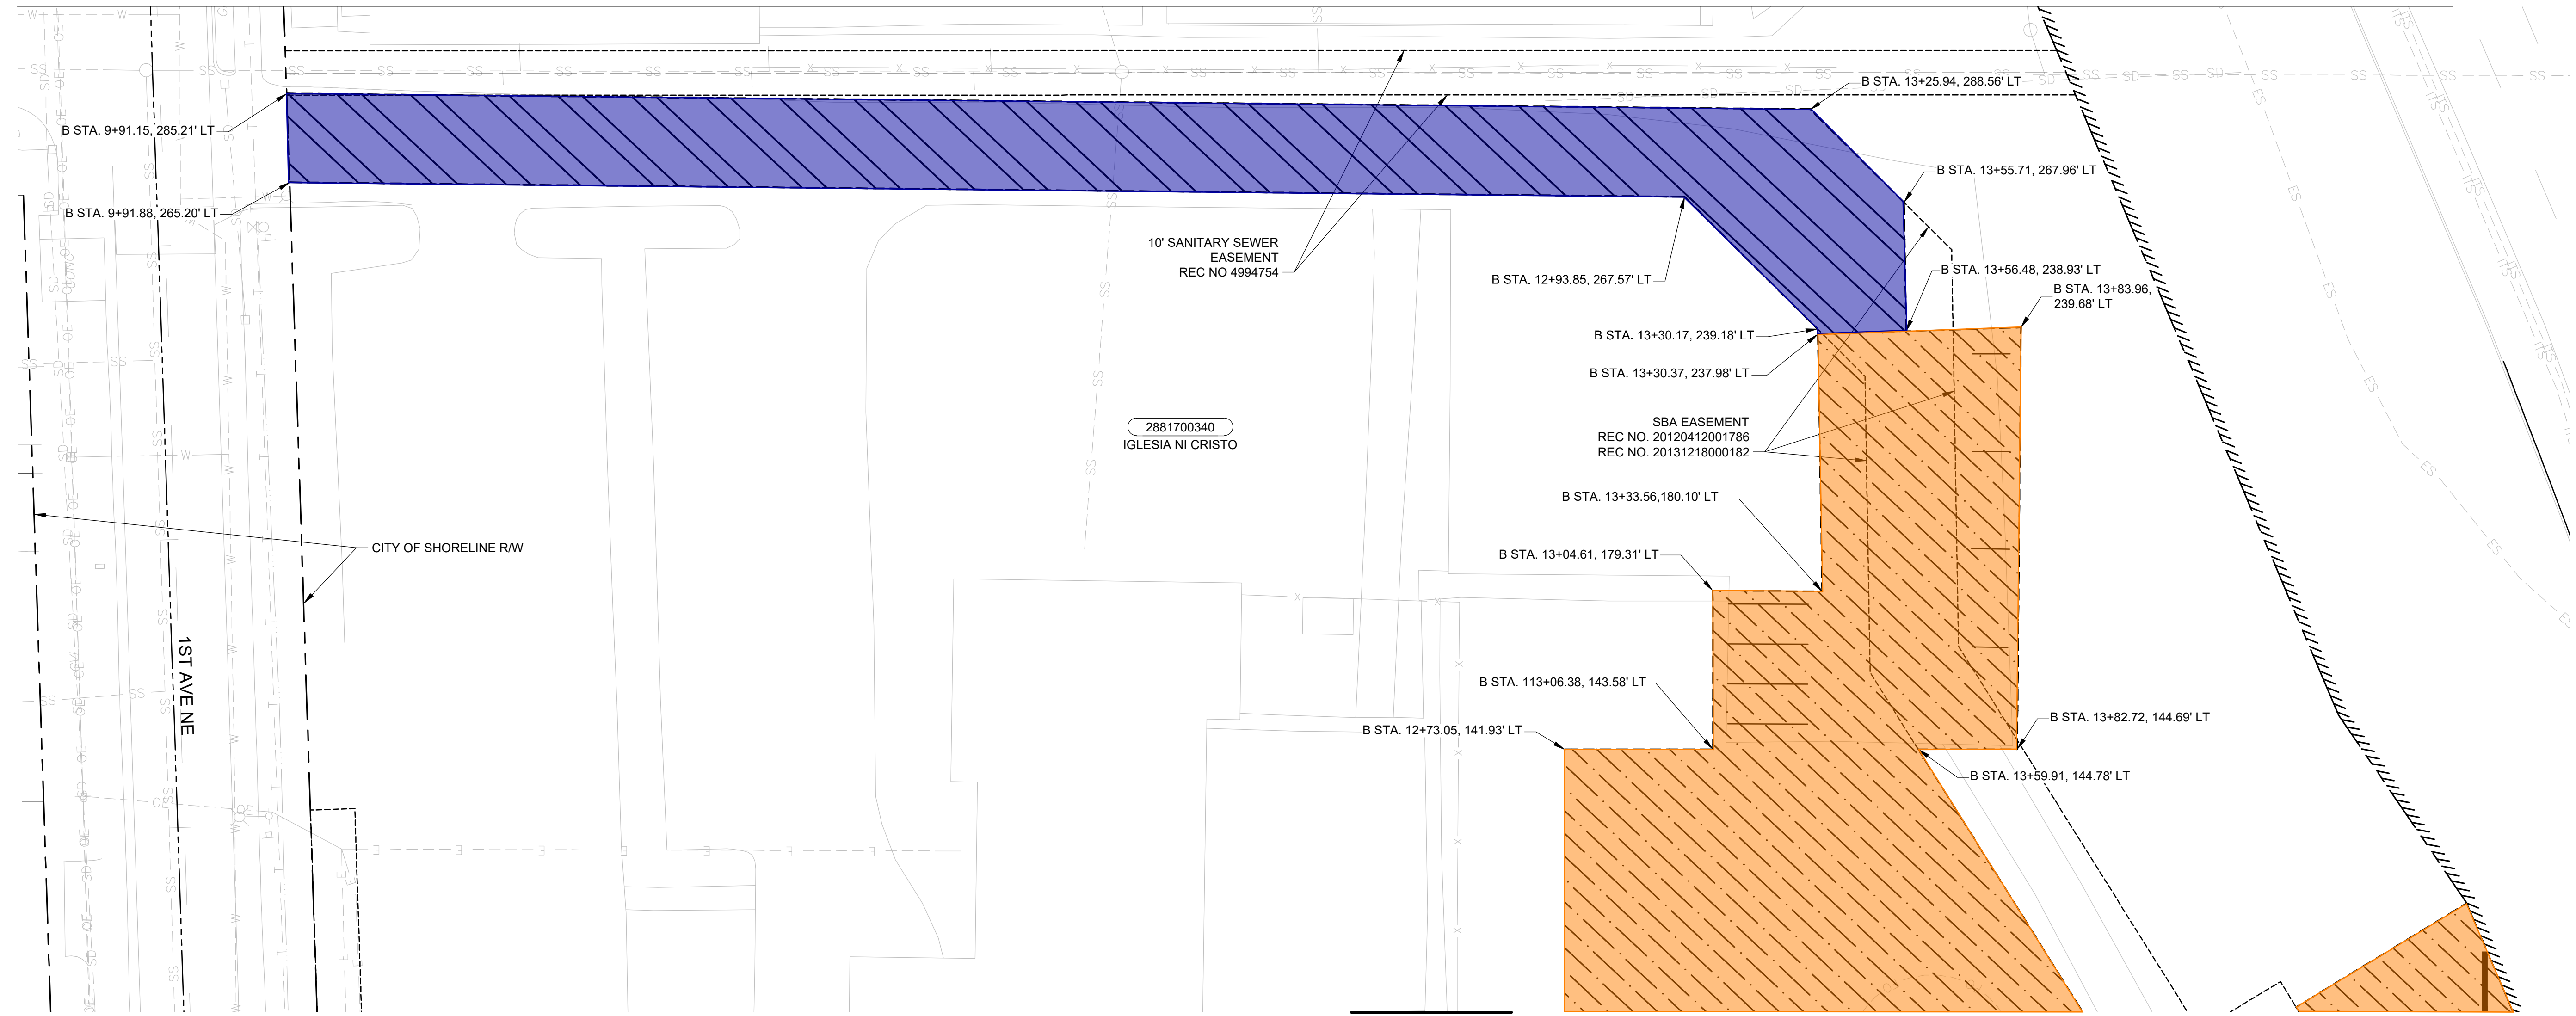 B STA. 13+25.94, 288.56' LT
B STA. 9+91.15, 285.21' LT
B STA. 13+55.71, 267.96' LT
B STA. 9+91.88, 265.20' LT
10' SANITARY SEWER
EASEMENT
REC NO 4994754
B STA. 12+93.85, 267.57' LT
B STA. 13+56.48, 238.93' LT
B STA. 13+83.96,
239.68' LT
B STA. 13+30.17, 239.18' LT
B STA. 13+30.37, 237.98' LT
2881700340
IGLESIA NI CRISTO
SBA EASEMENT
REC NO. 20120412001786
REC NO. 20131218000182
B STA. 13+33.56,180.10' LT
CITY OF SHORELINE R/W
B STA. 13+04.61, 179.31' LT
1ST AVE NE
B STA. 113+06.38, 143.58' LT
B STA. 12+73.05, 141.93' LT
B STA. 13+82.72, 144.69' LT
B STA. 13+59.91, 144.78' LT